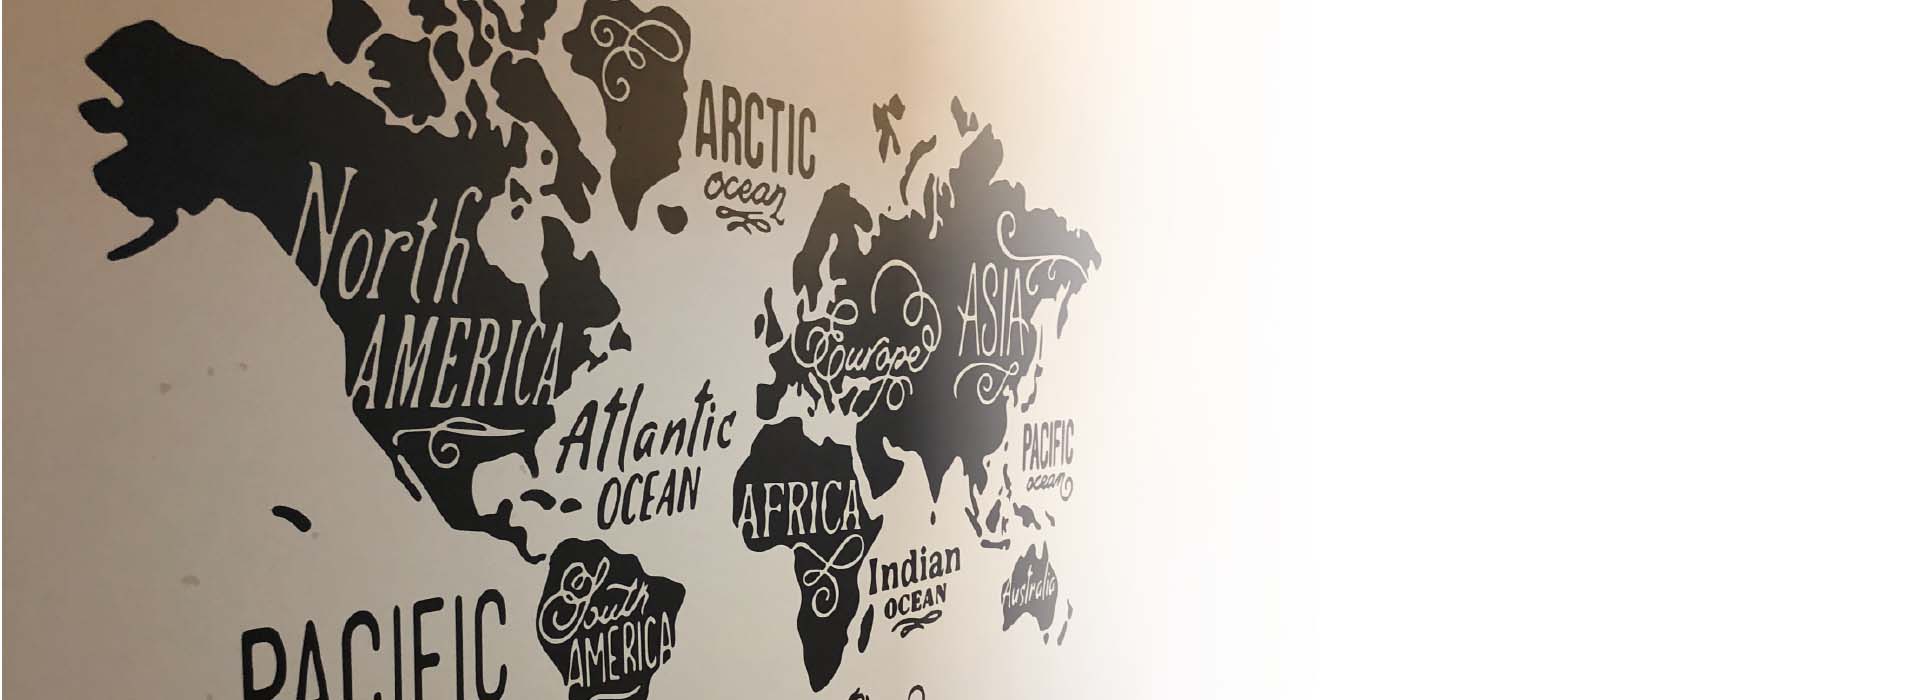 ARCTIC
ocean
North
AMERICA
Europe
ASIA
Atlantic
OCEAN
PACIFIC
ocean
AFRICA
Indian
OCEAN
Australia
South
AMERICA
PACIFIC